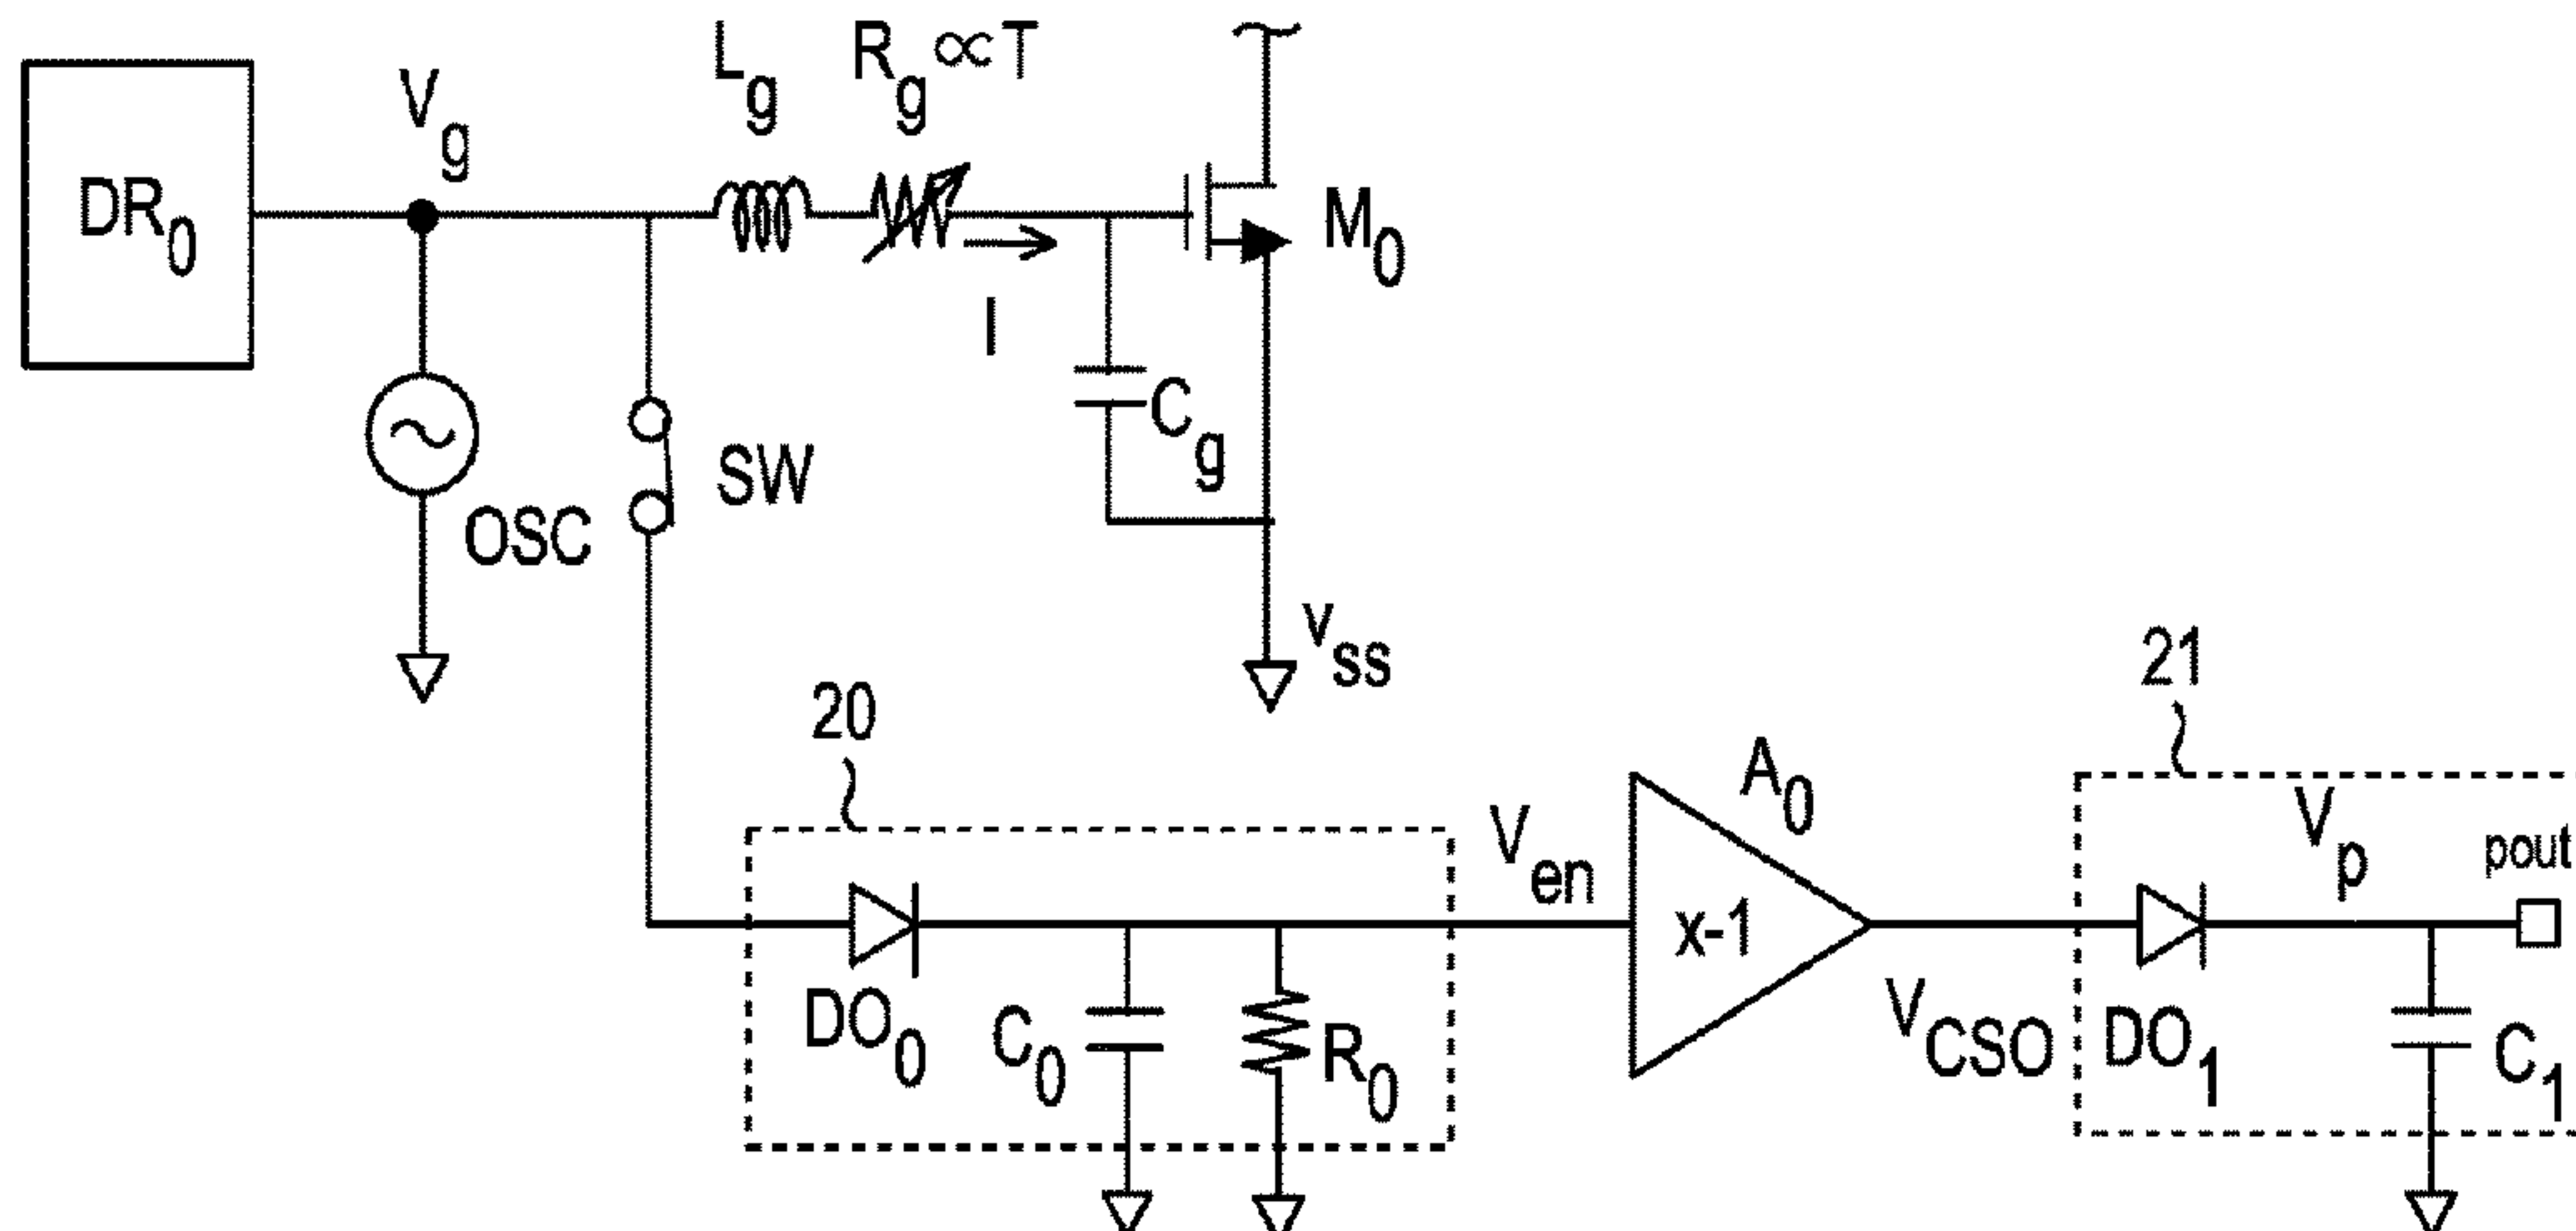 DR0
Vg
Lg
Rg∝T
I
M0
OSC
SW
Cg
vss
20
DO0
C0
R0
Ven
A0
x-1
VCSO
21
Vp
pout
DO1
C1